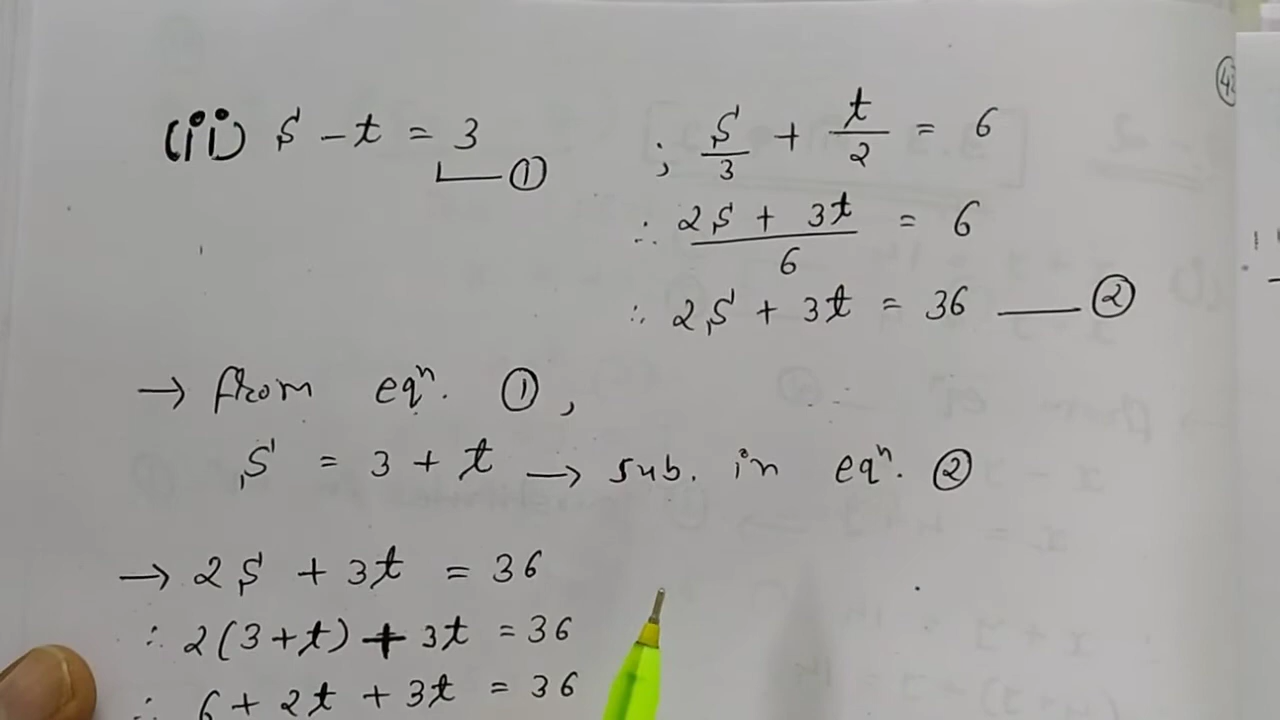 (ii) s - t = 3 —— ① ; s/3 + t/2 = 6
∴ (2s + 3t)/6 = 6
∴ 2s + 3t = 36 —— ②
→ from eqⁿ. ①,
s = 3 + t → sub. in eqⁿ. ②
→ 2s + 3t = 36
∴ 2(3+t) + 3t = 36
∴ 6 + 2t + 3t = 36